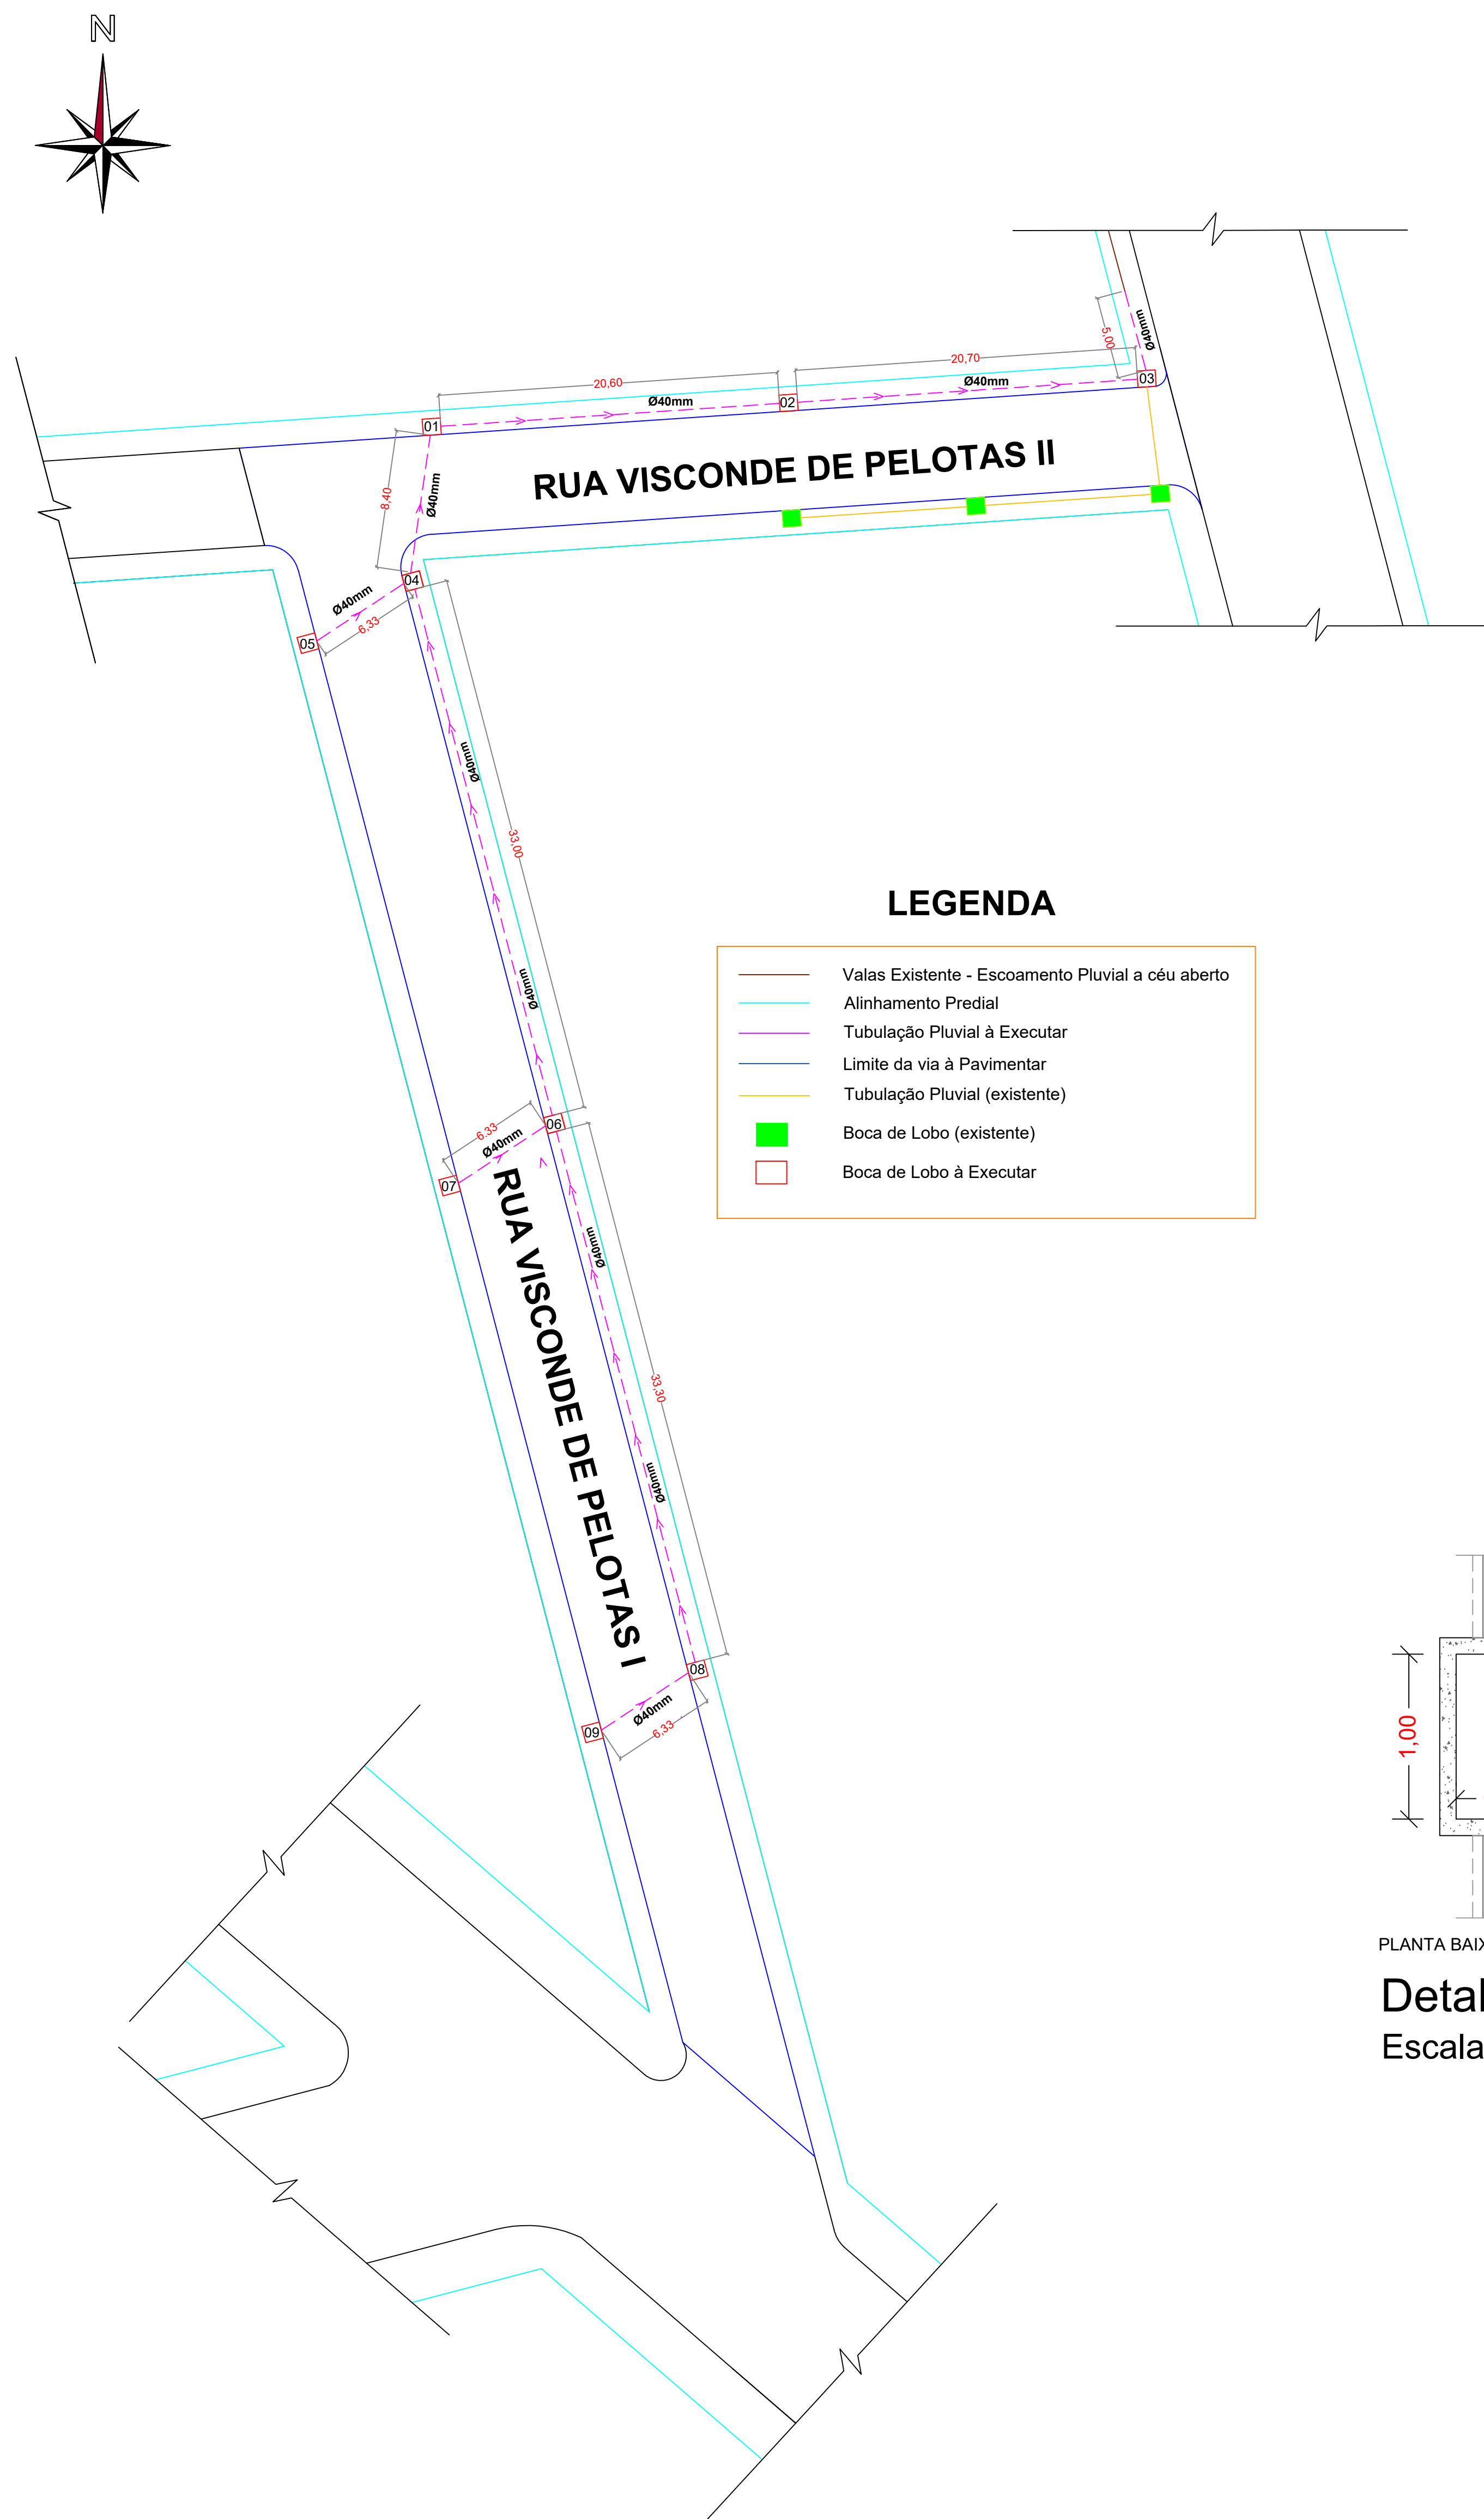 N
5,00
Ø40mm
20,70
20,60
Ø40mm
Ø40mm
03
02
01
RUA VISCONDE DE PELOTAS II
8,40
Ø40mm
04
Ø40mm
6,33
05
Ø40mm
33,00
LEGENDA
Valas Existente - Escoamento Pluvial a céu aberto
Alinhamento Predial
Tubulação Pluvial à Executar
Limite da via à Pavimentar
Tubulação Pluvial (existente)
Boca de Lobo (existente)
Boca de Lobo à Executar
Ø40mm
6,33
Ø40mm
06
07
RUA VISCONDE DE PELOTAS I
Ø40mm
33,30
Ø40mm
08
Ø40mm
6,33
09
1,00
PLANTA BAIX
Detal
Escala